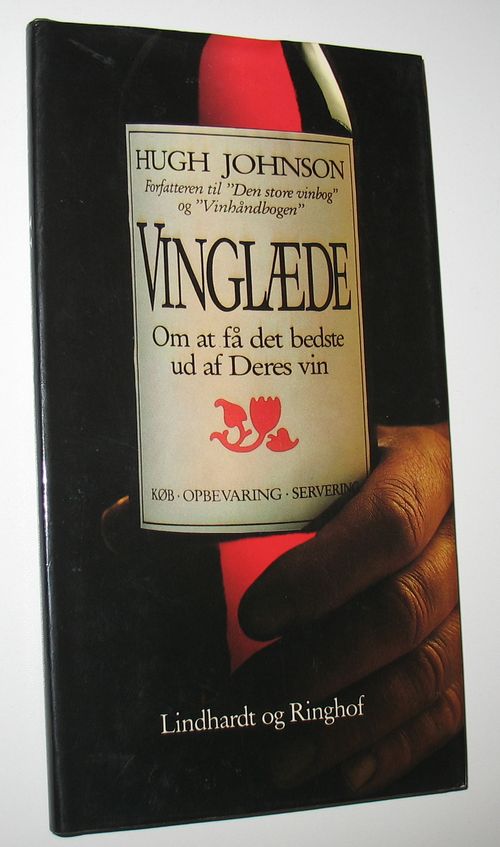 HUGH JOHNSON
Forfatteren til "Den store vinbog"
og "Vinhåndbogen"
VINGLÆDE
Om at få det bedste
ud af Deres vin
KØB · OPBEVARING · SERVERING
Lindhardt og Ringhof